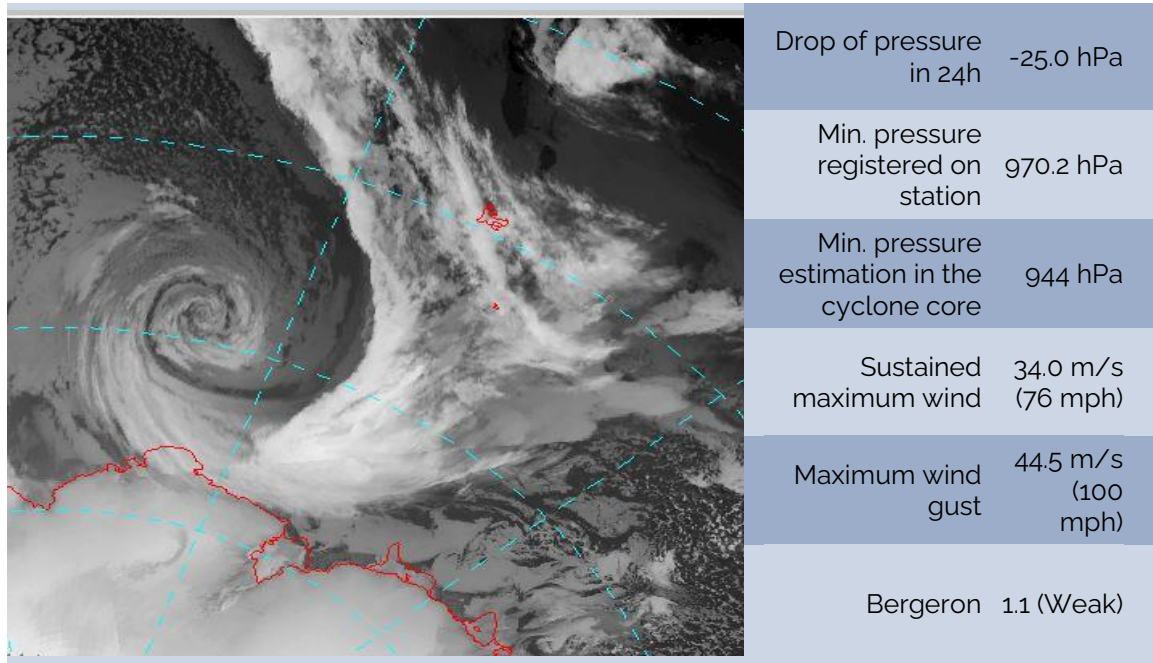 Drop of pressure
in 24h
-25.0 hPa
Min. pressure
registered on
station
970.2 hPa
Min. pressure
estimation in the
cyclone core
944 hPa
Sustained
maximum wind
34.0 m/s
(76 mph)
Maximum wind
gust
44.5 m/s
(100
mph)
Bergeron
1.1 (Weak)